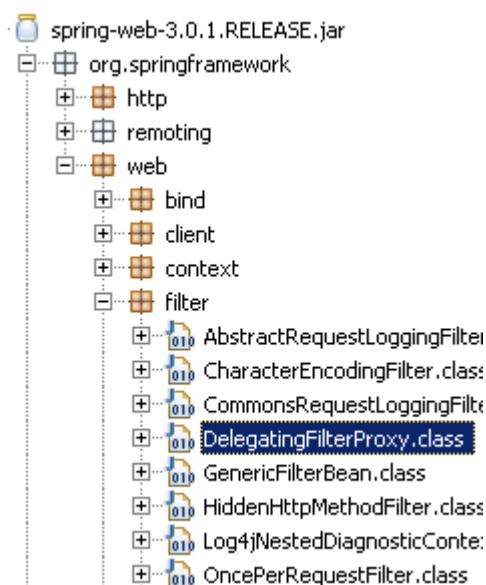 spring-web-3.0.1.RELEASE.jar
org.springframework
http
remoting
web
bind
client
context
filter
AbstractRequestLoggingFilter
CharacterEncodingFilter.class
CommonsRequestLoggingFilte
DelegatingFilterProxy.class
GenericFilterBean.class
HiddenHttpMethodFilter.class
Log4jNestedDiagnosticConte
OncePerRequestFilter.class